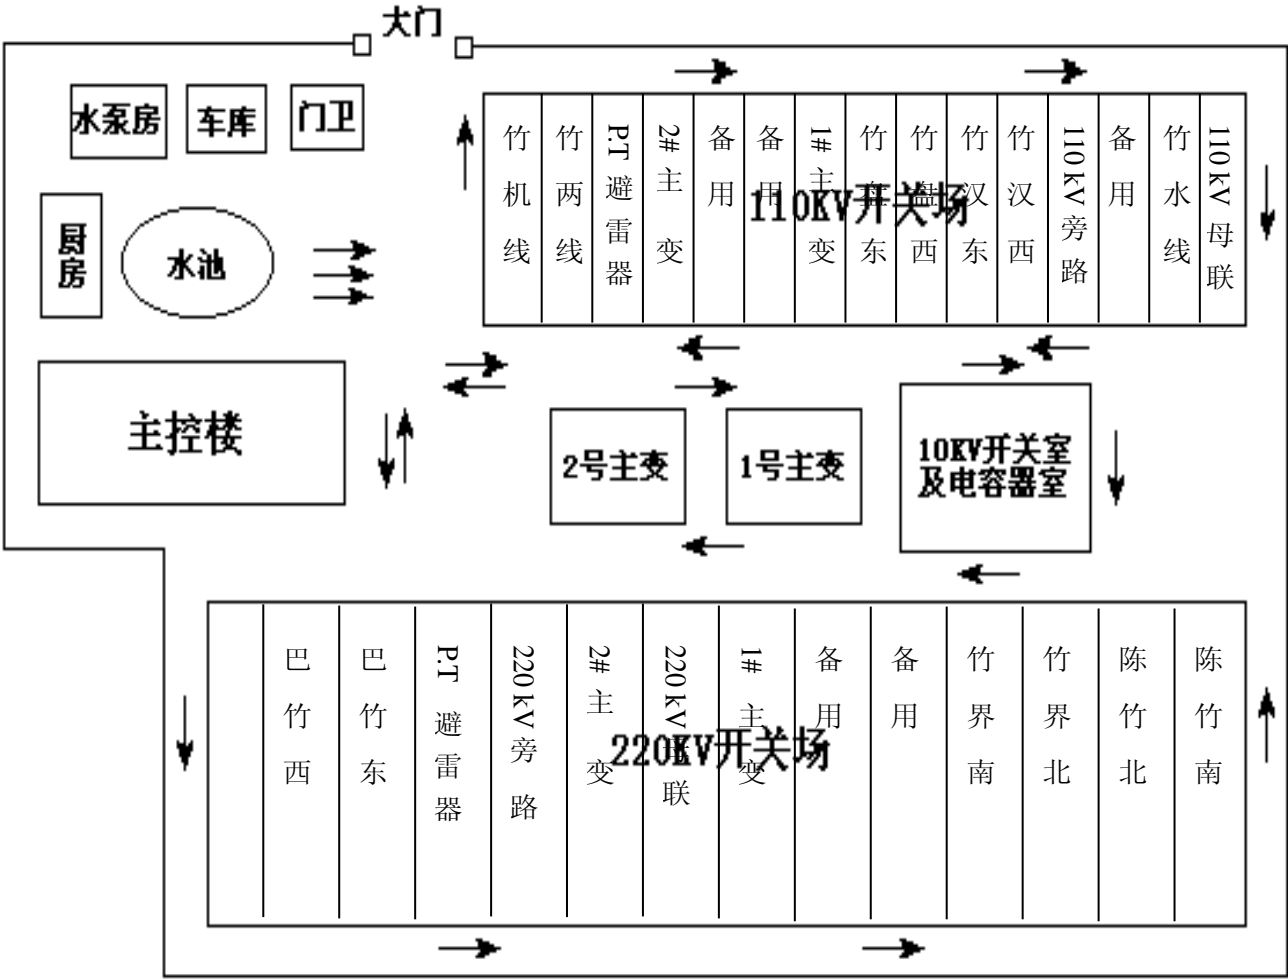 大门
水泵房
车库
门卫
厨房
水池
主控楼
竹机线
竹两线
P.T 避雷器
2#主变
备用
备用
1#主变
竹盘东
竹盘西
竹汉东
竹汉西
110kV旁路
备用
竹水线
110kV母联
110KV开关场
2号主变
1号主变
10KV开关室
及电容器室
巴竹西
巴竹东
P.T 避雷器
220kV旁路
2#主变
220kV母联
1#主变
备用
备用
竹界南
竹界北
陈竹北
陈竹南
220KV开关场